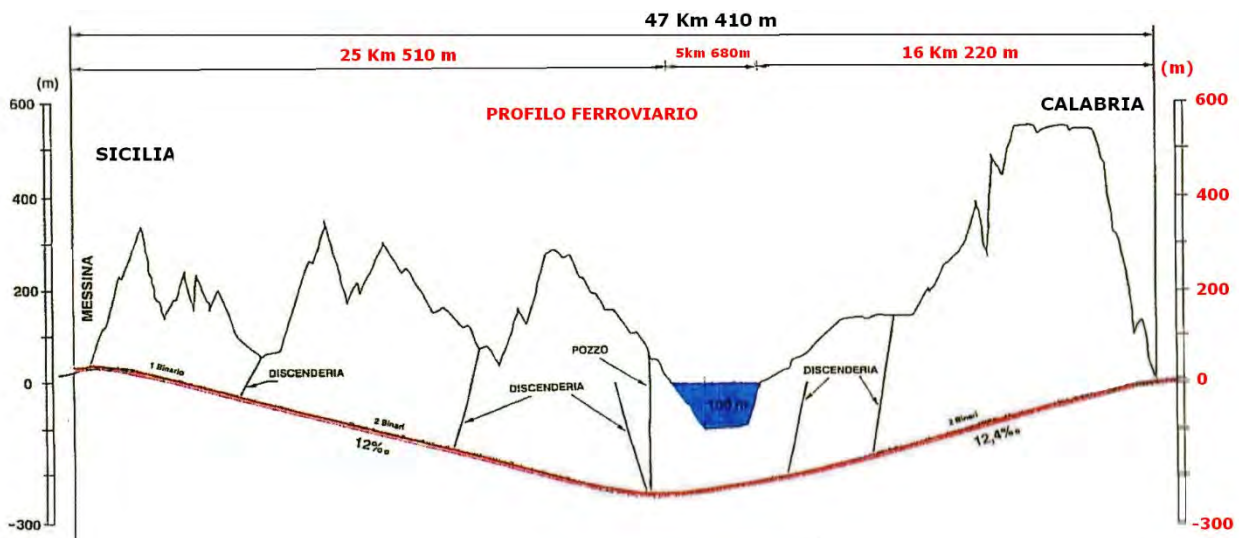 47 Km 410 m
25 Km 510 m
5km 680m
16 Km 220 m
(m)
(m)
600
600
PROFILO FERROVIARIO
CALABRIA
SICILIA
400
400
MESSINA
200
200
POZZO
0
1 Binario
DISCENDERIA
DISCENDERIA
DISCENDERIA
0
100 m
2 Binari
12‰
2 Binari
12,4‰
-300
-300